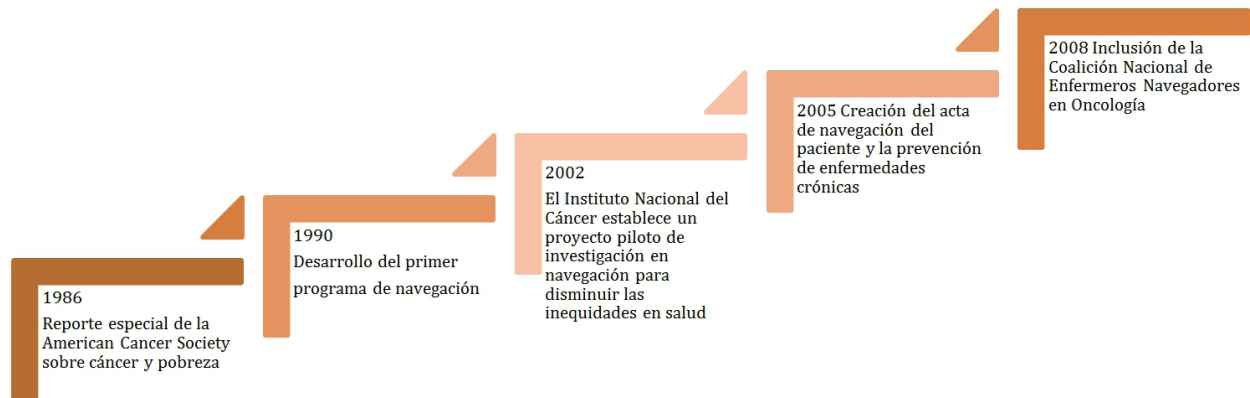 1986
Reporte especial de la
American Cancer Society
sobre cáncer y pobreza
1990
Desarrollo del primer
programa de navegación
2002
El Instituto Nacional del
Cáncer establece un
proyecto piloto de
investigación en
navegación para
disminuir las
inequidades en salud
2005 Creación del acta
de navegación del
paciente y la prevención
de enfermedades
crónicas
2008 Inclusión de la
Coalición Nacional de
Enfermeros Navegadores
en Oncología